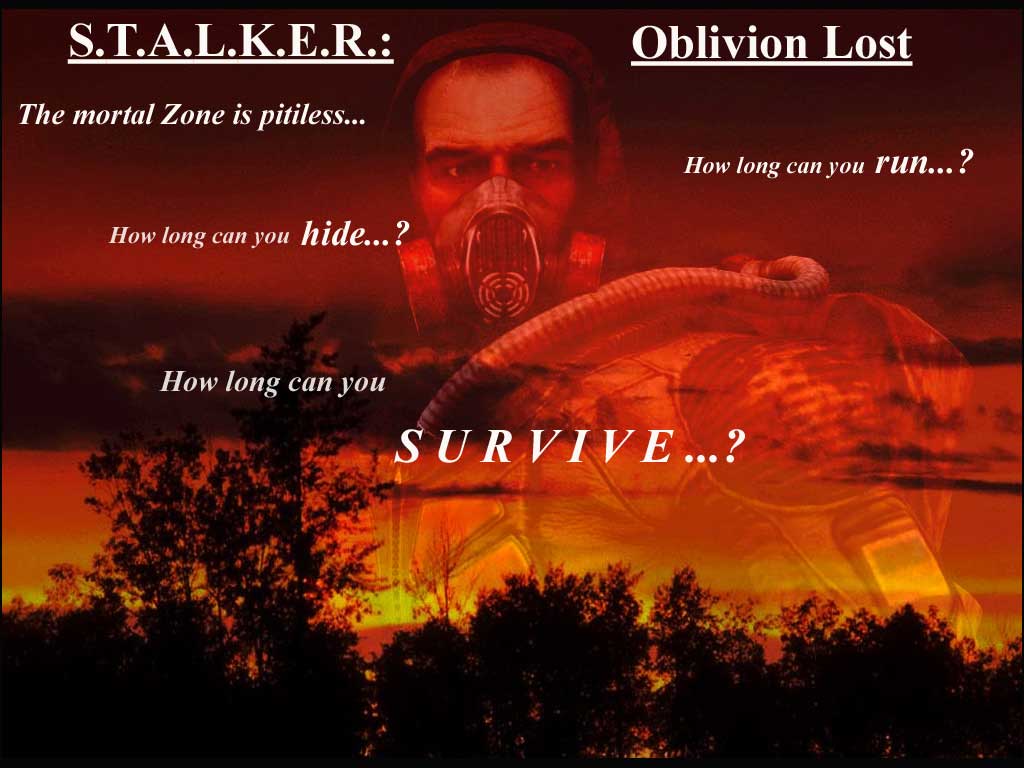 S.T.A.L.K.E.R.: Oblivion Lost
The mortal Zone is pitiless...
How long can you run...?
How long can you hide...?
How long can you
S U R V I V E ...?